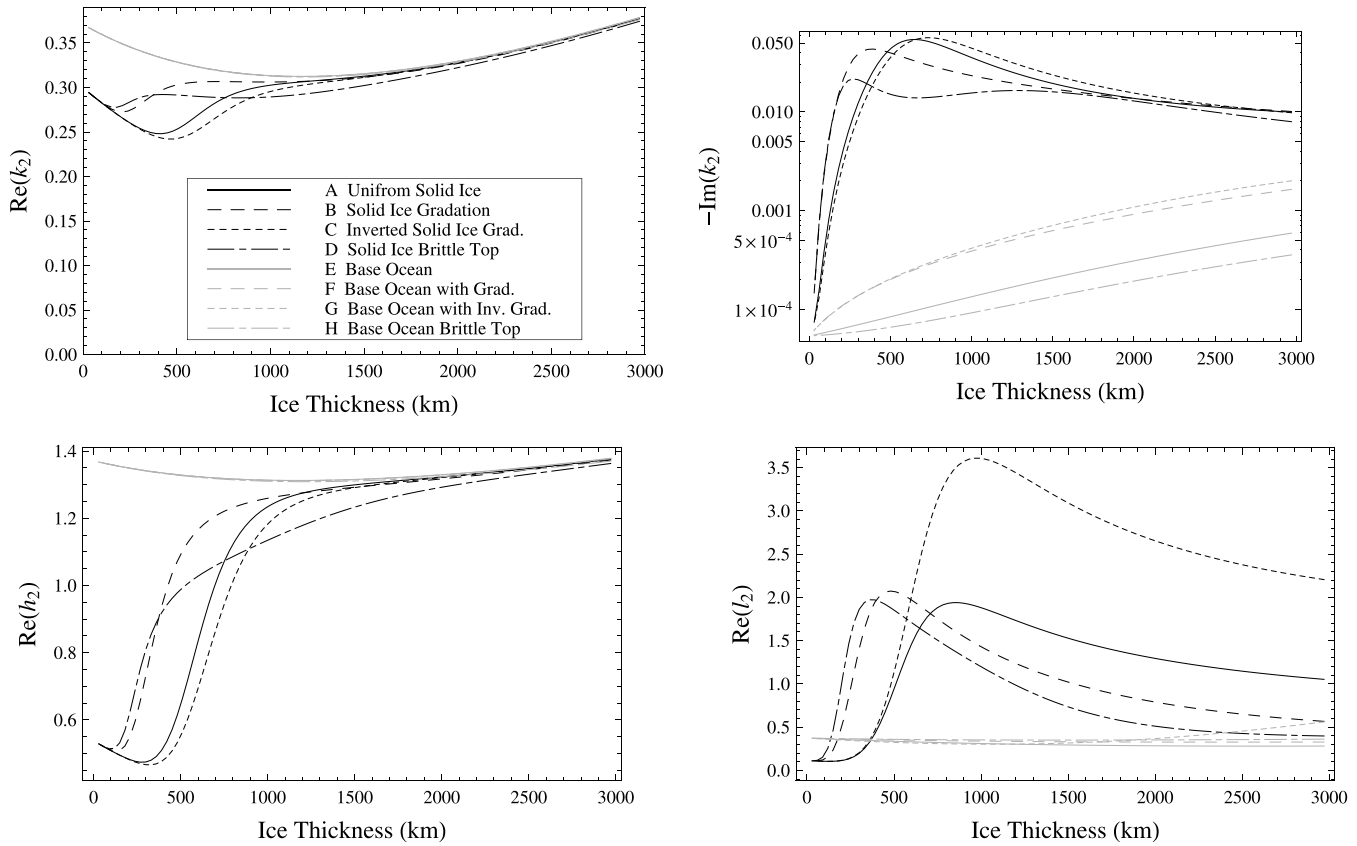 0.35
0.30
0.25
0.20
0.15
0.10
0.05
0.00
Re(k₂)
A Unifrom Solid Ice
B Solid Ice Gradation
C Inverted Solid Ice Grad.
D Solid Ice Brittle Top
E Base Ocean
F Base Ocean with Grad.
G Base Ocean with Inv. Grad.
H Base Ocean Brittle Top
0 500 1000 1500 2000 2500 3000
Ice Thickness (km)
0.050
0.010
0.005
0.001
5×10⁻⁴
1×10⁻⁴
−Im(k₂)
0 500 1000 1500 2000 2500 3000
Ice Thickness (km)
1.4
1.2
1.0
0.8
0.6
Re(h₂)
0 500 1000 1500 2000 2500 3000
Ice Thickness (km)
3.5
3.0
2.5
2.0
1.5
1.0
0.5
0.0
Re(l₂)
0 500 1000 1500 2000 2500 3000
Ice Thickness (km)